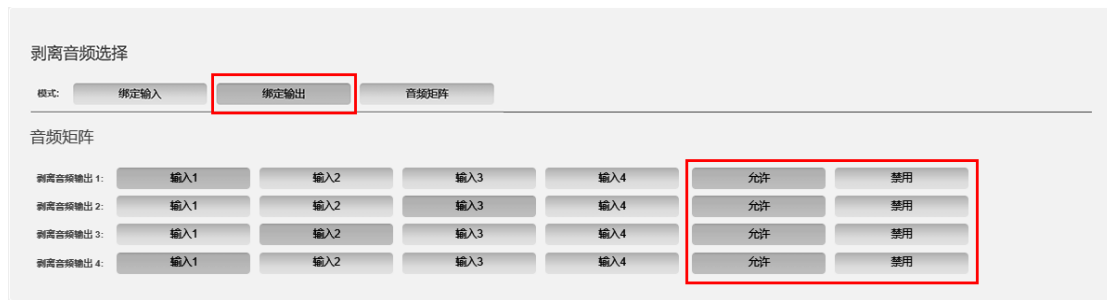 剥离音频选择
模式: 绑定输入 绑定输出 音频矩阵
音频矩阵
剥离音频输出 1: 输入1 输入2 输入3 输入4 允许 禁用
剥离音频输出 2: 输入1 输入2 输入3 输入4 允许 禁用
剥离音频输出 3: 输入1 输入2 输入3 输入4 允许 禁用
剥离音频输出 4: 输入1 输入2 输入3 输入4 允许 禁用